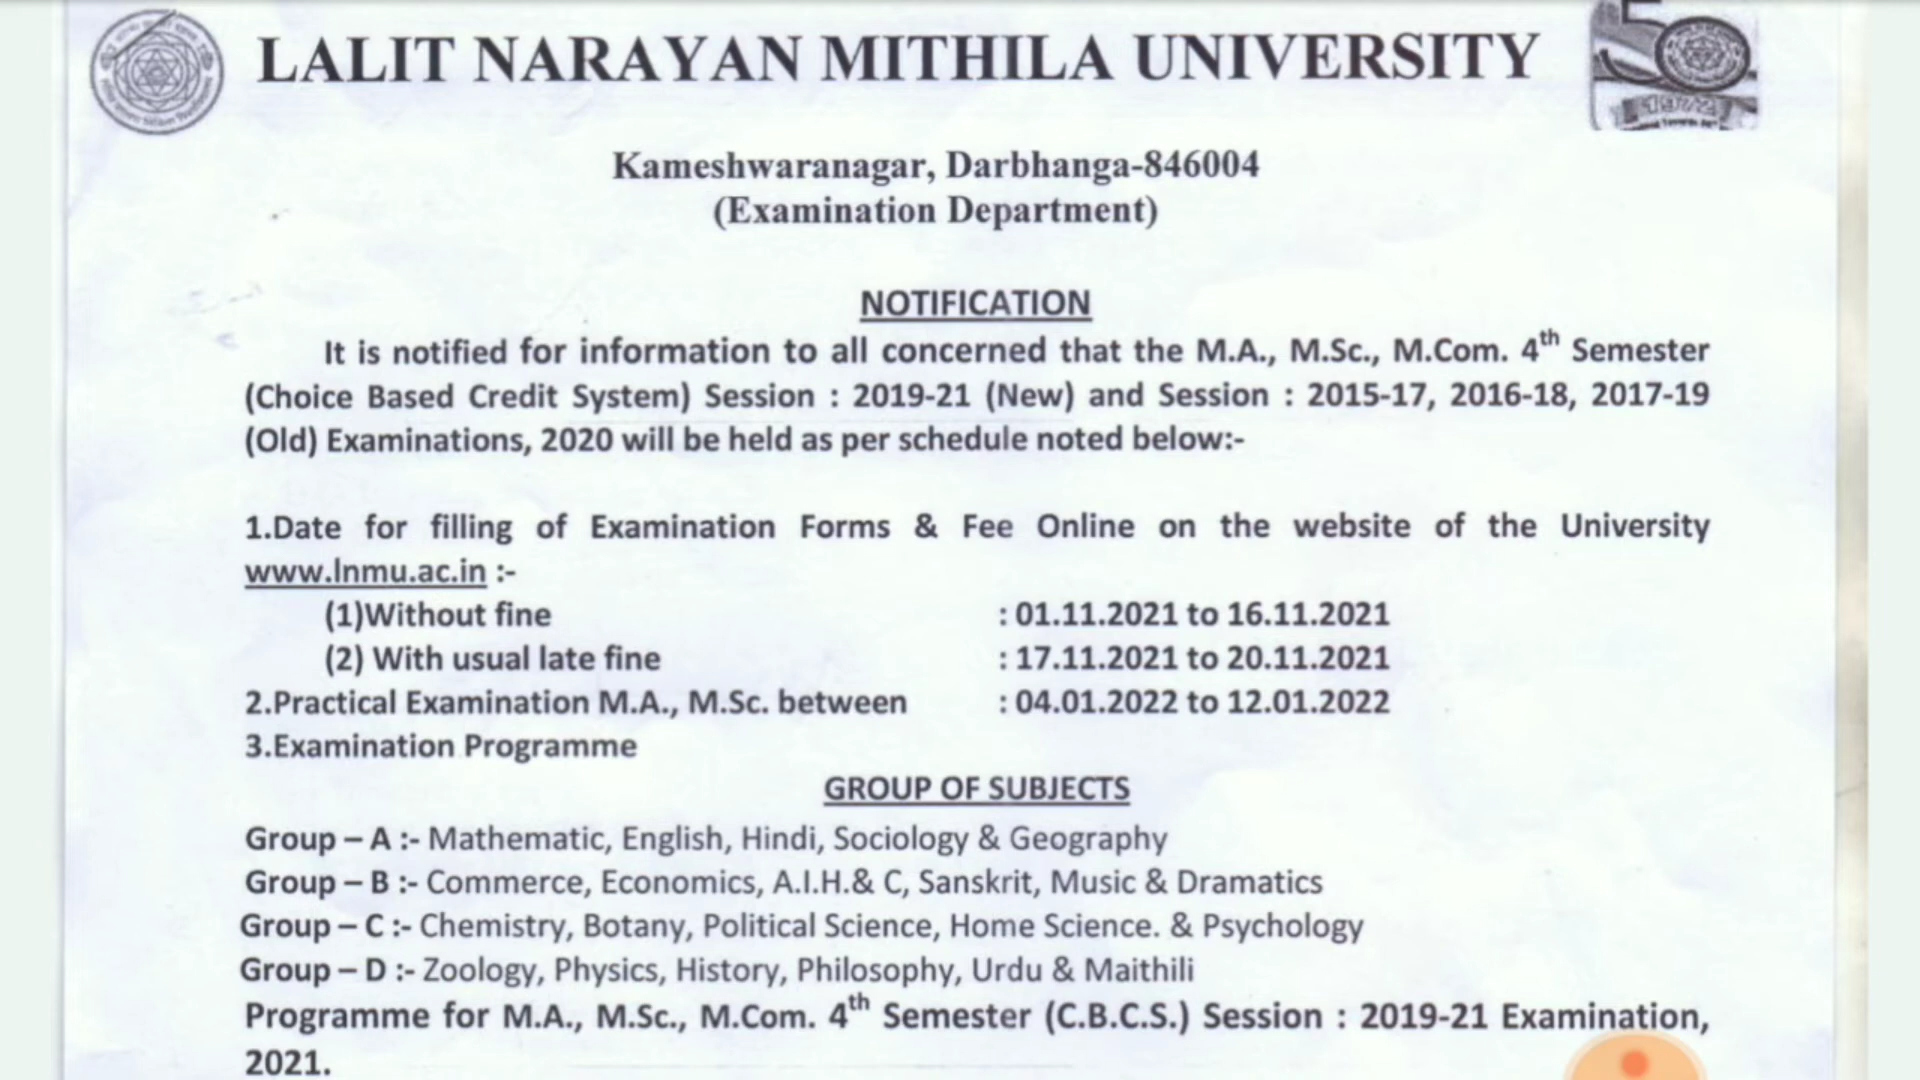 LALIT NARAYAN MITHILA UNIVERSITY
Kameshwaranagar, Darbhanga-846004
(Examination Department)
NOTIFICATION
It is notified for information to all concerned that the M.A., M.Sc., M.Com. 4th Semester
(Choice Based Credit System) Session : 2019-21 (New) and Session : 2015-17, 2016-18, 2017-19
(Old) Examinations, 2020 will be held as per schedule noted below:-
1.Date for filling of Examination Forms & Fee Online on the website of the University
www.lnmu.ac.in :-
(1)Without fine : 01.11.2021 to 16.11.2021
(2) With usual late fine : 17.11.2021 to 20.11.2021
2.Practical Examination M.A., M.Sc. between : 04.01.2022 to 12.01.2022
3.Examination Programme
GROUP OF SUBJECTS
Group – A :- Mathematic, English, Hindi, Sociology & Geography
Group – B :- Commerce, Economics, A.I.H.& C, Sanskrit, Music & Dramatics
Group – C :- Chemistry, Botany, Political Science, Home Science. & Psychology
Group – D :- Zoology, Physics, History, Philosophy, Urdu & Maithili
Programme for M.A., M.Sc., M.Com. 4th Semester (C.B.C.S.) Session : 2019-21 Examination,
2021.